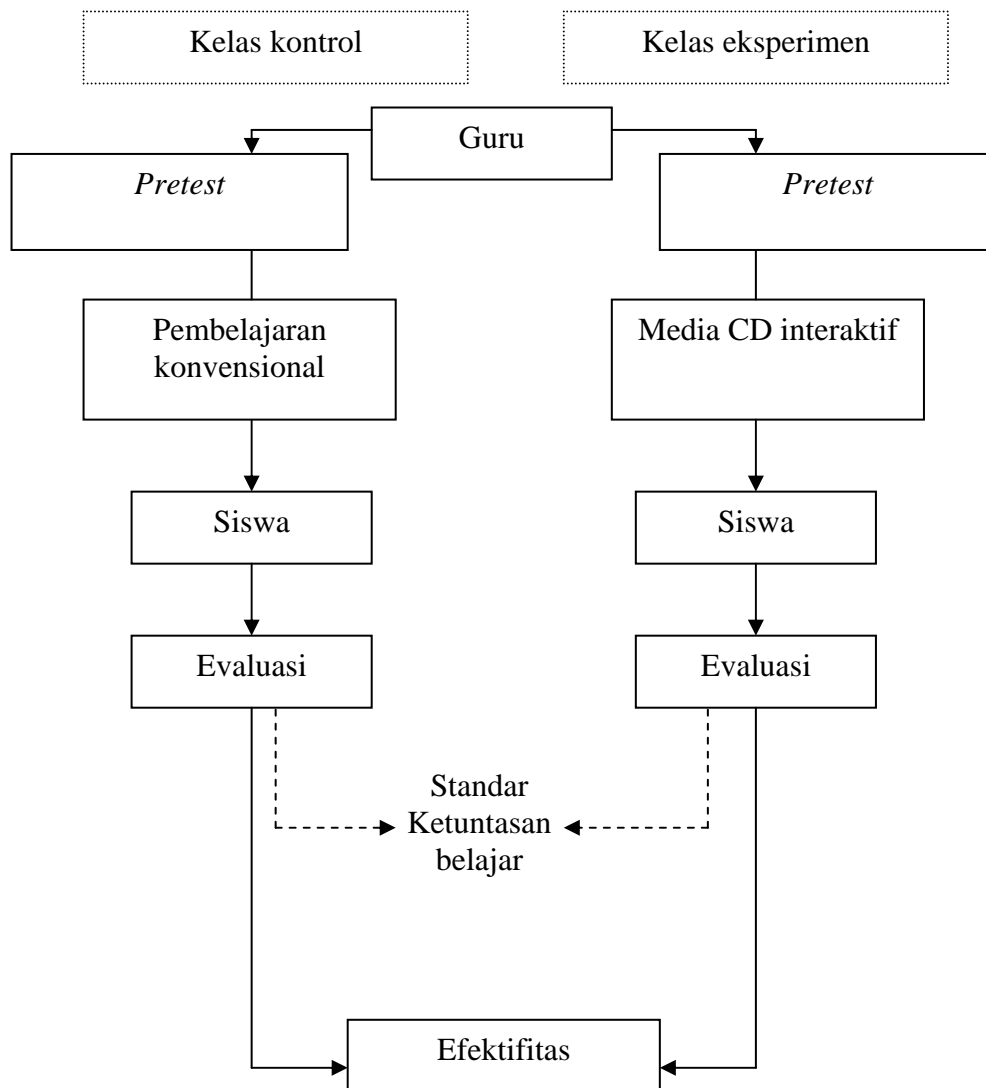 Kelas kontrol
Kelas eksperimen
Guru
Pretest
Pretest
Pembelajaran
konvensional
Media CD interaktif
Siswa
Siswa
Evaluasi
Evaluasi
Standar
Ketuntasan
belajar
Efektifitas